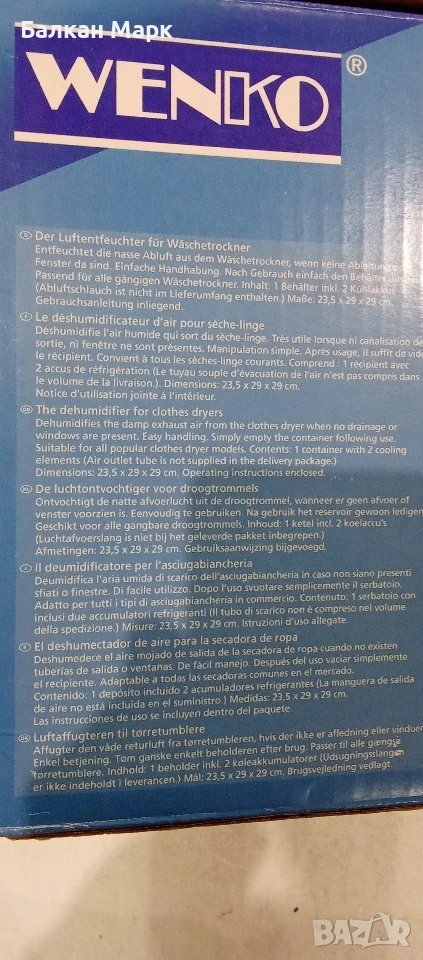 Балкан Марк
WENKO®
D Der Luftentfeuchter für Wäschetrockner
Entfeuchtet die nasse Abluft aus dem Wäschetrockner, wenn keine Ableitung
Fenster da sind. Einfache Handhabung. Nach Gebrauch einfach den Behälter
Passend für alle gängigen Wäschetrockner. Inhalt: 1 Behälter inkl. 2 Kühlakkus
(Abluftschlauch ist nicht im Lieferumfang enthalten.) Maße: 23,5 x 29 x 29 cm.
Gebrauchsanleitung inliegend.
F Le déshumidificateur d'air pour sèche-linge
Déshumidifie l'air humide qui sort du sèche-linge. Très utile lorsque ni canalisation de
sortie, ni fenêtre ne sont présentes. Manipulation simple. Après usage, il suffit de vide
le récipient. Convient à tous les sèche-linge courants. Comprend : 1 récipient avec
2 accus de réfrigération (Le tuyau souple d'évacuation de l'air n'est pas compris dans
le volume de la livraison.). Dimensions: 23,5 x 29 x 29 cm.
Notice d'utilisation jointe à l'intérieur.
GB The dehumidifier for clothes dryers
Dehumidifies the damp exhaust air from the clothes dryer when no drainage or
windows are present. Easy handling. Simply empty the container following use.
Suitable for all popular clothes dryer models. Contents: 1 container with 2 cooling
elements (Air outlet tube is not supplied in the delivery package.)
Dimensions: 23,5 x 29 x 29 cm. Operating instructions enclosed.
NL De luchtontvochtiger voor droogtrommels
Ontvochtigt de natte afvoerlucht uit de droogtrommel, wanneer er geen afvoer of
venster voorzien is. Eenvoudig te gebruiken. Na gebruik het reservoir gewoon ledigen
Geschikt voor alle gangbare droogtrommels. Inhoud: 1 ketel incl. 2 koelaccu's
(Luchtafvoerslang is niet bij het geleverde pakket inbegrepen.)
Afmetingen: 23,5 x 29 x 29 cm. Gebruiksaanwijzing bijgevoegd.
I Il deumidificatore per l'asciugabiancheria
Deumidifica l'aria umida di scarico dell'asciugabiancheria in caso non siano presenti
sfiati o finestre. Di facile utilizzo. Dopo l'uso svuotare semplicemente il serbatoio.
Adatto per tutti i tipi di asciugabiancheria in commercio. Contenuto: 1 serbatoio con
inclusi due accumulatori refrigeranti (Il tubo di scarico non è compreso nel volume
della spedizione.) Misure: 23,5 x 29 x 29 cm. Istruzioni d'uso allegate.
E El deshumectador de aire para la secadora de ropa
Deshumedece el aire mojado de salida de la secadora de ropa cuando no existen
tuberías de salida o ventanas. De fácil manejo. Después del uso vaciar simplemente
el recipiente. Adaptable a todas las secadoras comunes en el mercado.
Contenido: 1 depósito incluido 2 acumuladores refrigerantes (La manguera de salida
de aire no está incluida en el suministro.) Medidas: 23,5 x 29 x 29 cm.
Las instrucciones de uso se incluyen dentro del paquete
DK Luftaffugteren til tørretumblere
Affugter den våde returluft fra tørretumbleren, hvis der ikke er afledning eller vinduer
Enkel betjening. Tøm ganske enkelt beholderen efter brug. Passer til alle gængse
tørretumblere. Indhold: 1 beholder inkl. 2 køleakkumulatorer (Udsugningsslangen
er ikke indeholdt i leverancen.) Mål: 23,5 x 29 x 29 cm. Brugsvejledning vedlagt.
BAZAR